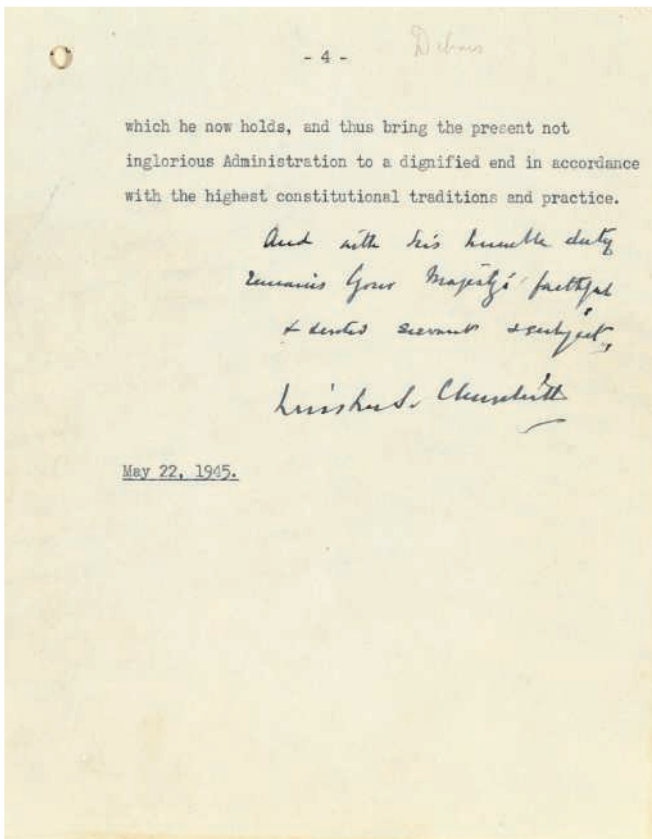 - 4 -
which he now holds, and thus bring the present not
inglorious Administration to a dignified end in accordance
with the highest constitutional traditions and practice.
And with his humble duty
remains Your Majesty's faithful
& devoted servant & subject,
Winston S. Churchill
May 22, 1945.